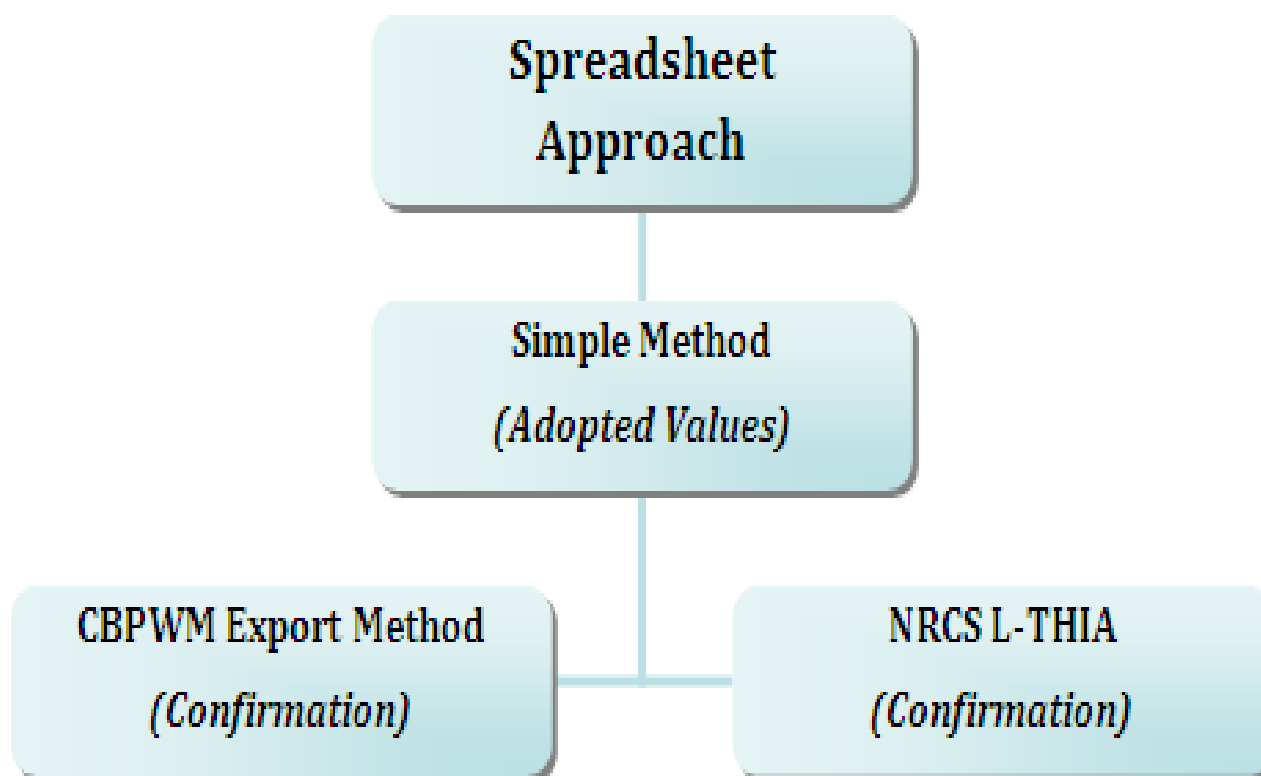 Spreadsheet
Approach
Simple Method
(Adopted Values)
CBPWM Export Method
(Confirmation)
NRCS L-THIA
(Confirmation)